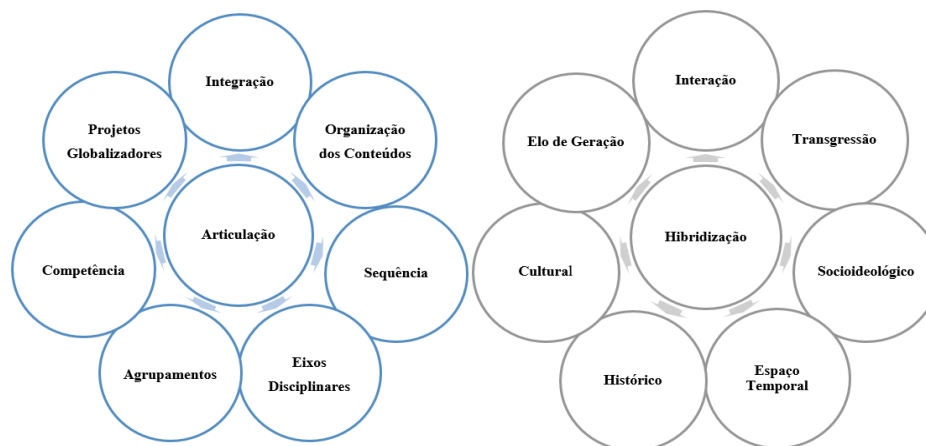 Integração
Projetos
Globalizadores
Organização
dos Conteúdos
Articulação
Competência
Sequência
Agrupamentos
Eixos
Disciplinares
Interação
Elo de Geração
Transgressão
Hibridização
Cultural
Socioideológico
Histórico
Espaço
Temporal